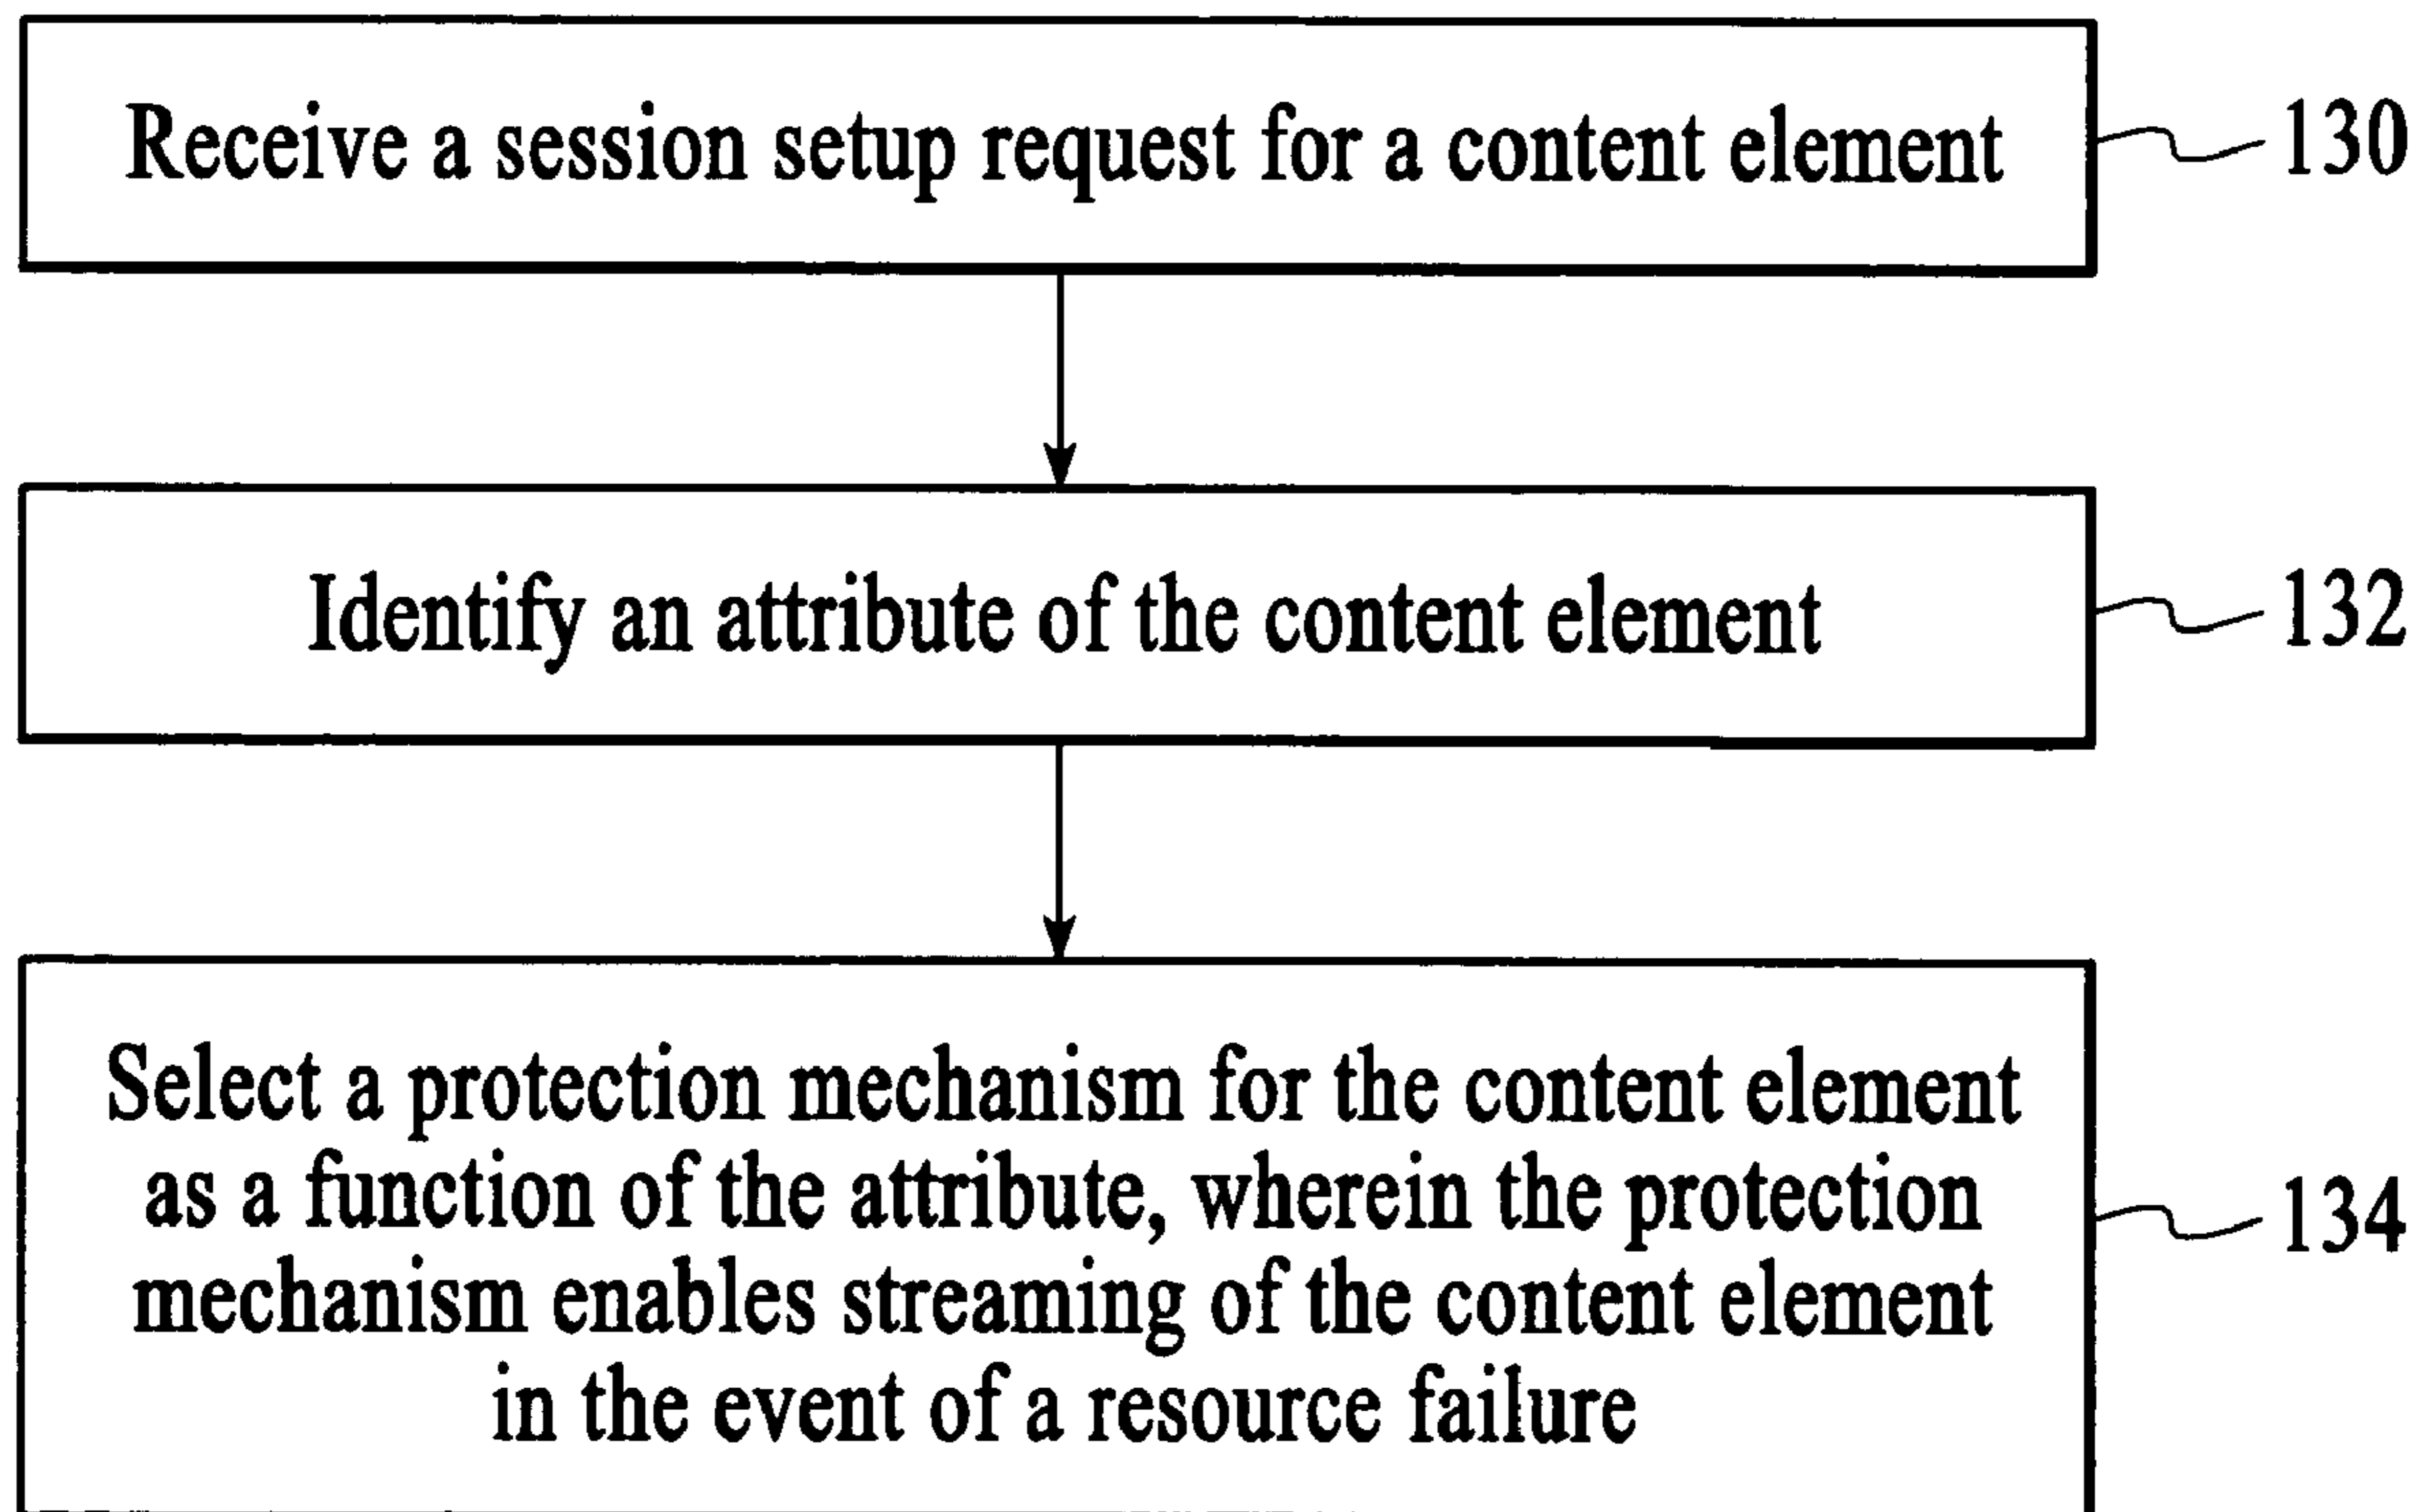 Receive a session setup request for a content element
130
Identify an attribute of the content element
132
Select a protection mechanism for the content element
as a function of the attribute, wherein the protection
mechanism enables streaming of the content element
in the event of a resource failure
134